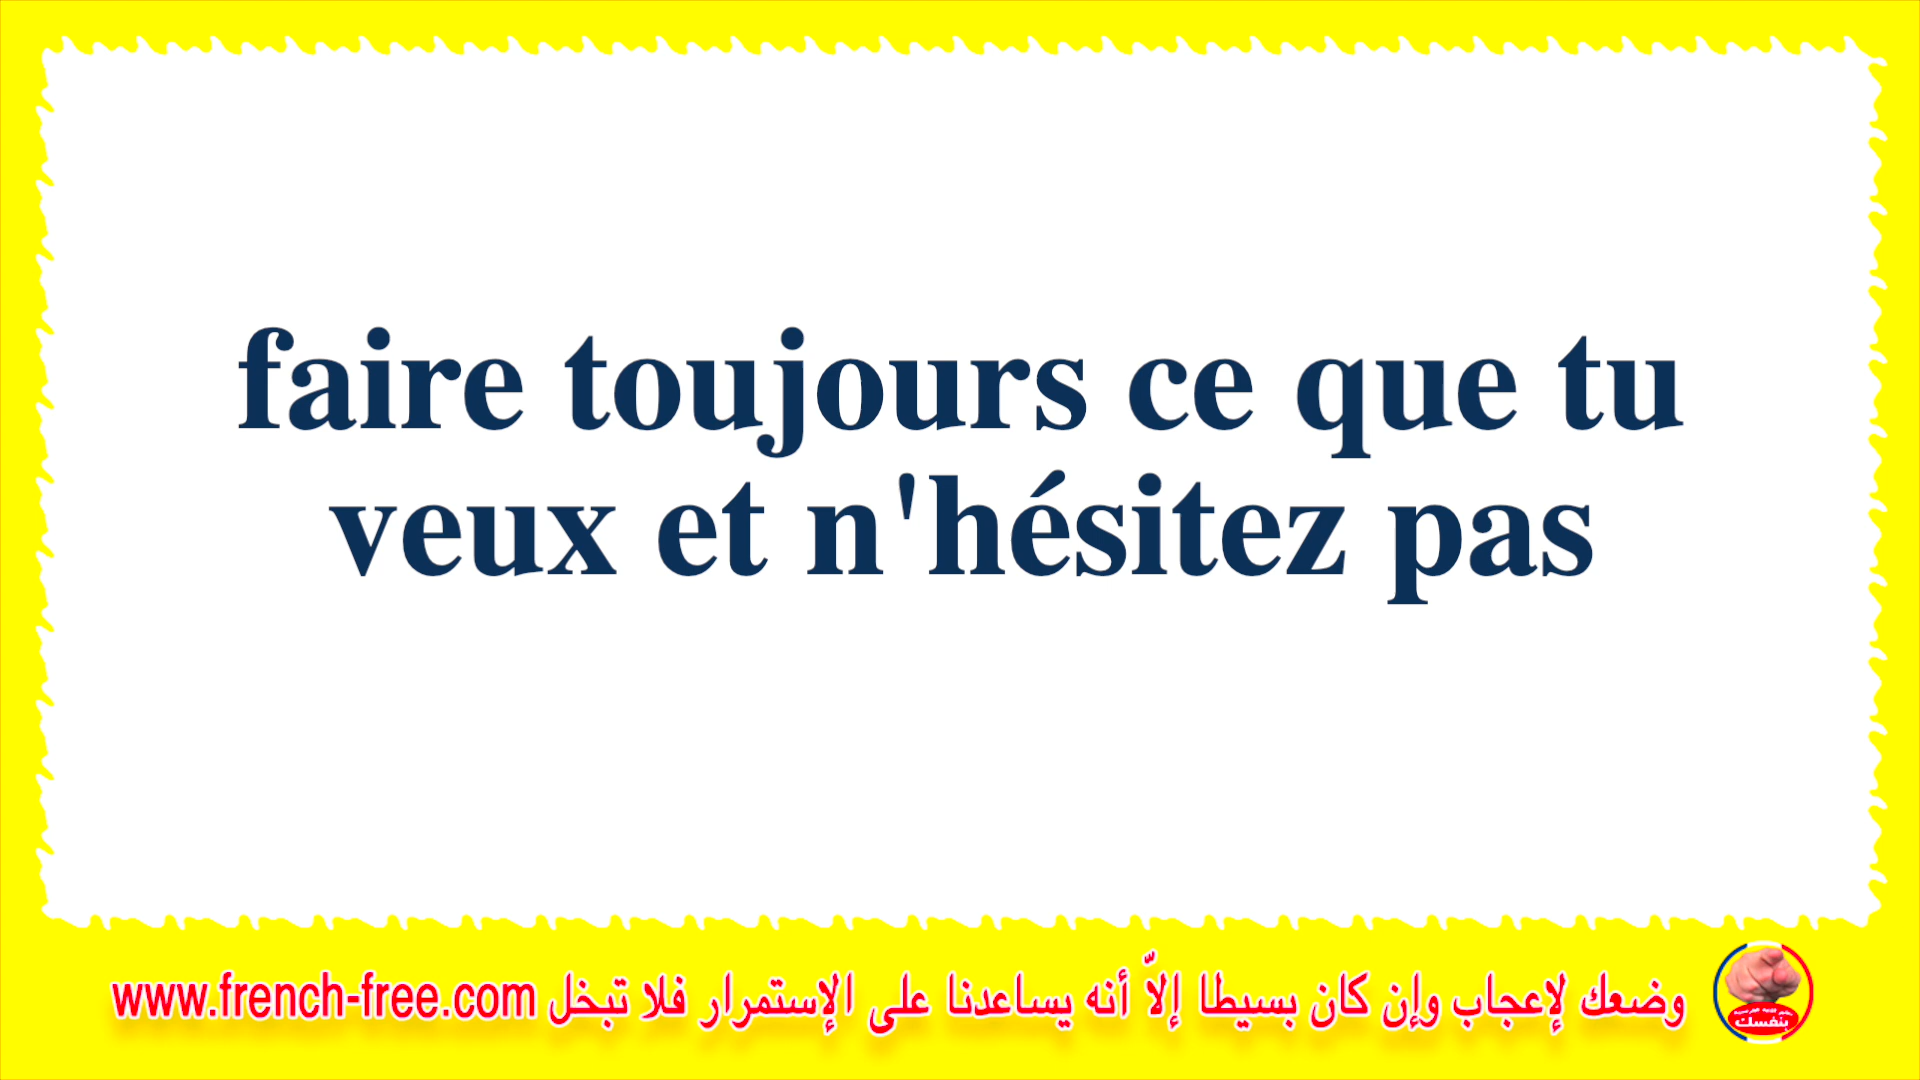 faire toujours ce que tu
veux et n'hésitez pas
وضعك لإعجاب وإن كان بسيطا إلاّ أنه يساعدنا على الإستمرار فلا تبخل www.french-free.com
بنفسك